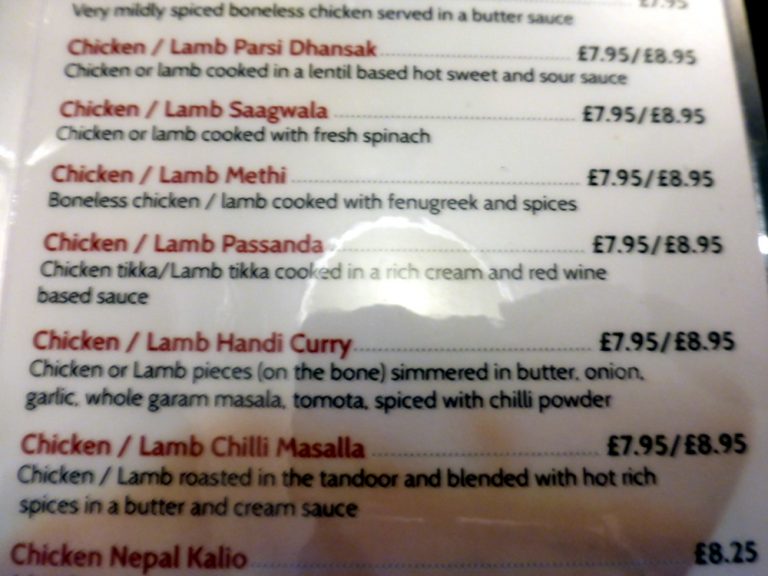 Very mildly spiced boneless chicken served in a butter sauce £7.95
Chicken / Lamb Parsi Dhansak £7.95/£8.95
Chicken or lamb cooked in a lentil based hot sweet and sour sauce
Chicken / Lamb Saagwala £7.95/£8.95
Chicken or lamb cooked with fresh spinach
Chicken / Lamb Methi £7.95/£8.95
Boneless chicken / lamb cooked with fenugreek and spices
Chicken / Lamb Passanda £7.95/£8.95
Chicken tikka/Lamb tikka cooked in a rich cream and red wine
based sauce
Chicken / Lamb Handi Curry £7.95/£8.95
Chicken or Lamb pieces (on the bone) simmered in butter, onion,
garlic, whole garam masala, tomota, spiced with chilli powder
Chicken / Lamb Chilli Masalla £7.95/£8.95
Chicken / Lamb roasted in the tandoor and blended with hot rich
spices in a butter and cream sauce
Chicken Nepal Kalio £8.25